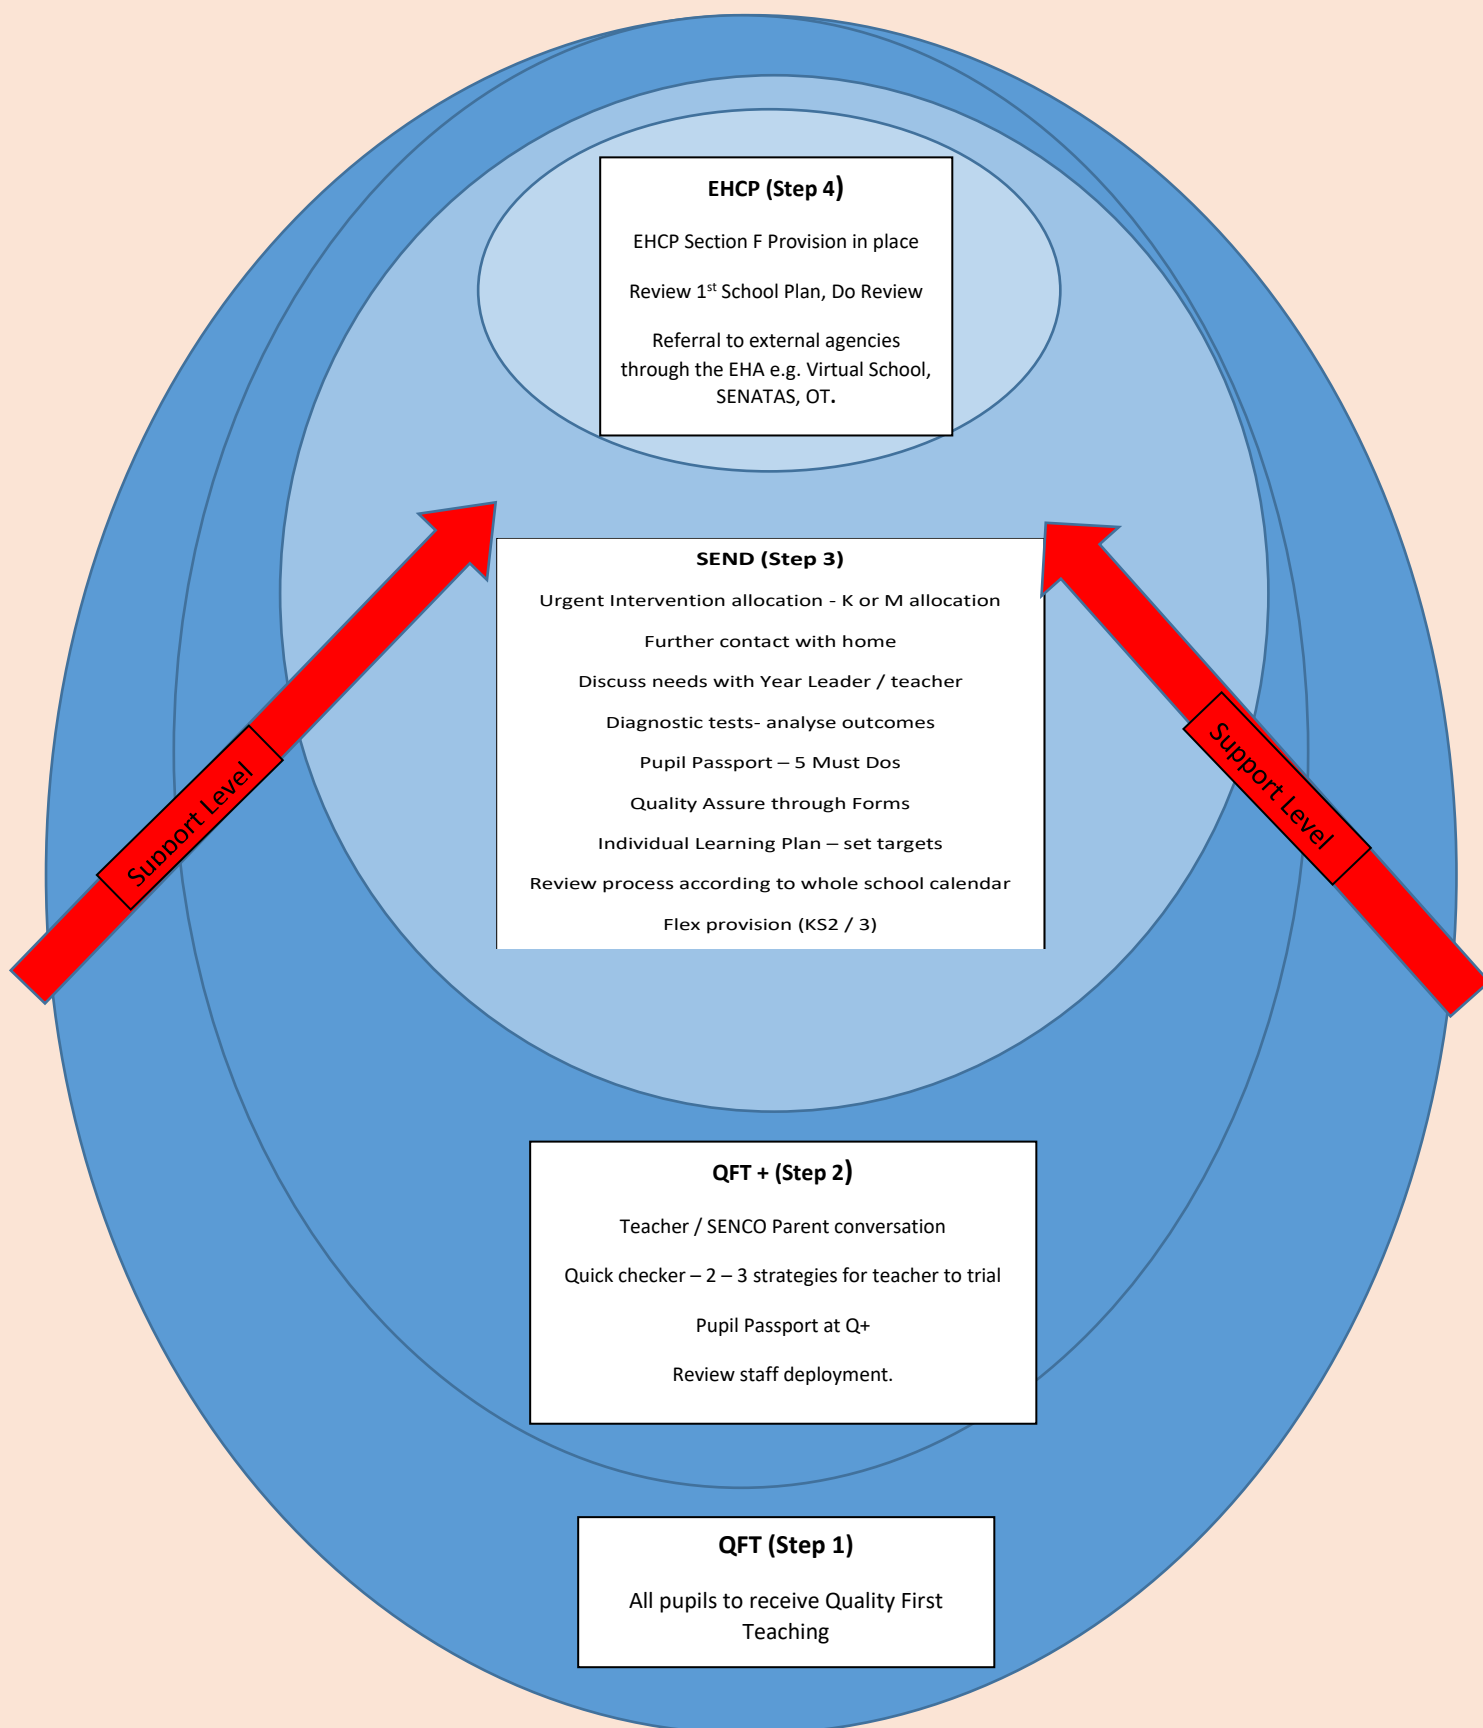 EHCP (Step 4)
EHCP Section F Provision in place
Review 1st School Plan, Do Review
Referral to external agencies
through the EHA e.g. Virtual School,
SENATAS, OT.
SEND (Step 3)
Urgent Intervention allocation - K or M allocation
Further contact with home
Discuss needs with Year Leader / teacher
Diagnostic tests- analyse outcomes
Pupil Passport – 5 Must Dos
Quality Assure through Forms
Individual Learning Plan – set targets
Review process according to whole school calendar
Flex provision (KS2 / 3)
Support Level
Support Level
QFT + (Step 2)
Teacher / SENCO Parent conversation
Quick checker – 2 – 3 strategies for teacher to trial
Pupil Passport at Q+
Review staff deployment.
QFT (Step 1)
All pupils to receive Quality First
Teaching